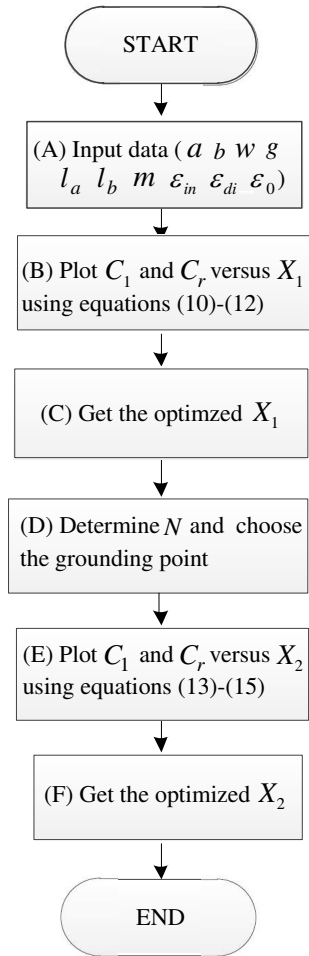 START
(A) Input data ( a b w g
l_a l_b m ε_in ε_di ε_0 )
(B) Plot C_1 and C_r versus X_1
using equations (10)-(12)
(C) Get the optimzed X_1
(D) Determine N and choose
the grounding point
(E) Plot C_1 and C_r versus X_2
using equations (13)-(15)
(F) Get the optimized X_2
END